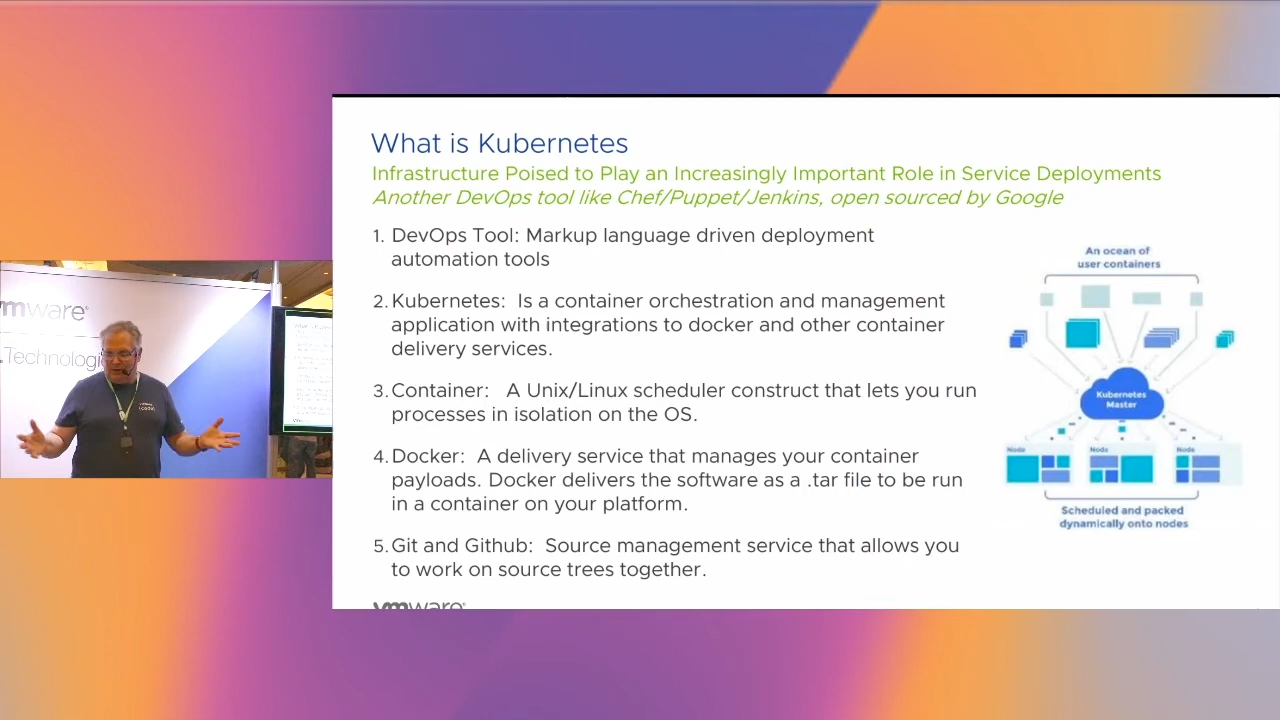 What is Kubernetes
Infrastructure Poised to Play an Increasingly Important Role in Service Deployments
Another DevOps tool like Chef/Puppet/Jenkins, open sourced by Google
1. DevOps Tool: Markup language driven deployment
automation tools
2. Kubernetes: Is a container orchestration and management
application with integrations to docker and other container
delivery services.
3. Container: A Unix/Linux scheduler construct that lets you run
processes in isolation on the OS.
4. Docker: A delivery service that manages your container
payloads. Docker delivers the software as a .tar file to be run
in a container on your platform.
5. Git and Github: Source management service that allows you
to work on source trees together.
vmware®
An ocean of
user containers
Kubernetes
Master
Node Node Node
Scheduled and packed
dynamically onto nodes
mware®
Technologi